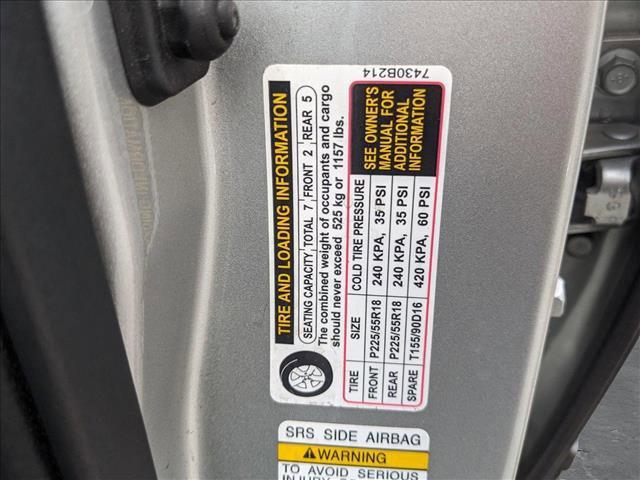 7430B214
TIRE AND LOADING INFORMATION
SEATING CAPACITY TOTAL 7 FRONT 2 REAR 5
The combined weight of occupants and cargo
should never exceed 525 kg or 1157 lbs.
TIRE SIZE COLD TIRE PRESSURE
FRONT P225/55R18 240 KPA, 35 PSI
REAR P225/55R18 240 KPA, 35 PSI
SPARE T155/90D16 420 KPA, 60 PSI
SEE OWNER'S
MANUAL FOR
ADDITIONAL
INFORMATION
SRS SIDE AIRBAG
WARNING
TO AVOID SERIOUS